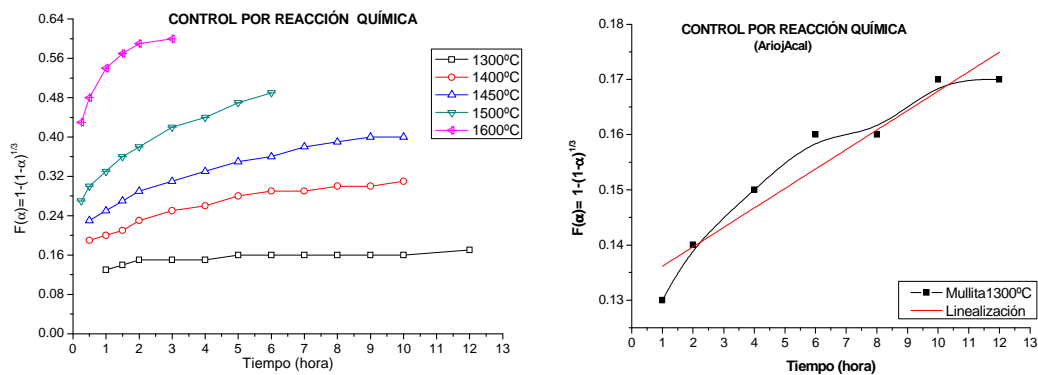 CONTROL POR REACCIÓN QUÍMICA
0.64
0.56
0.48
0.40
0.32
0.24
0.16
0.08
0.00
F(α)=1-(1-α)^1/3
1300ºC
1400ºC
1450ºC
1500ºC
1600ºC
0 1 2 3 4 5 6 7 8 9 10 11 12 13
Tiempo (hora)
CONTROL POR REACCIÓN QUÍMICA
(AriojAcal)
0.18
0.17
0.16
0.15
0.14
0.13
F(α)= 1-(1-α)^1/3
Mullita1300ºC
Linealización
0 1 2 3 4 5 6 7 8 9 10 11 12 13
Tiempo (hora)